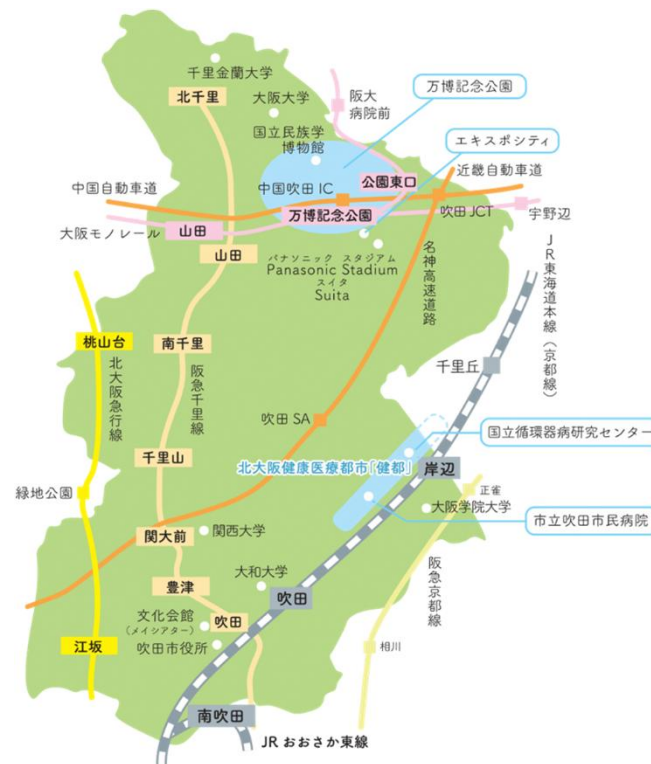 千里金蘭大学
北千里
大阪大学
阪大
病院前
万博記念公園
国立民族学
博物館
エキスポシティ
近畿自動車道
公園東口
中国自動車道
中国吹田 IC
万博記念公園
吹田 JCT
宇野辺
大阪モノレール
山田
山田
パナソニック スタジアム
Panasonic Stadium
スイタ
Suita
名神高速道路
JR東海道本線（京都線）
桃山台
北大阪急行線
南千里
阪急千里線
千里丘
吹田 SA
国立循環器病研究センター
千里山
北大阪健康医療都市「健都」
岸辺
緑地公園
正雀
大阪学院大学
市立吹田市民病院
関大前
関西大学
阪急京都線
大和大学
豊津
吹田
文化会館
（メイシアター）
吹田
吹田市役所
江坂
相川
南吹田
JR おおさか東線